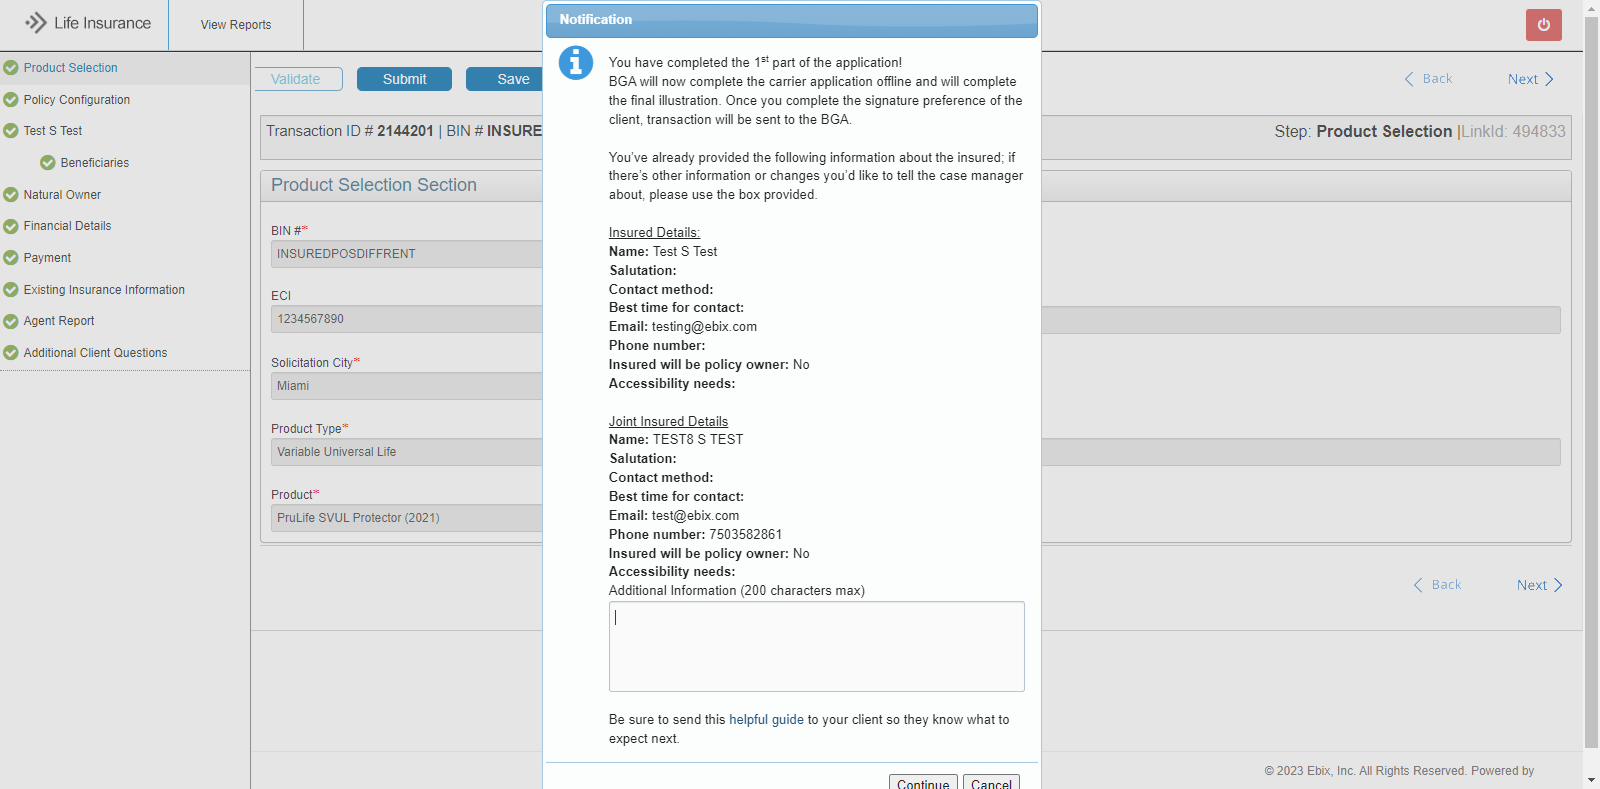 Life Insurance
View Reports
Product Selection
Policy Configuration
Test S Test
Beneficiaries
Natural Owner
Financial Details
Payment
Existing Insurance Information
Agent Report
Additional Client Questions
Validate
Submit
Save
Back
Next
Transaction ID # 2144201 | BIN # INSURE
Step: Product Selection |LinkId: 494833
Product Selection Section
BIN #*
INSUREDPOSDIFFRENT
ECI
1234567890
Solicitation City*
Miami
Product Type*
Variable Universal Life
Product*
PruLife SVUL Protector (2021)
Back
Next
Notification
You have completed the 1st part of the application!
BGA will now complete the carrier application offline and will complete
the final illustration. Once you complete the signature preference of the
client, transaction will be sent to the BGA.
You've already provided the following information about the insured; if
there's other information or changes you'd like to tell the case manager
about, please use the box provided.
Insured Details:
Name: Test S Test
Salutation:
Contact method:
Best time for contact:
Email: testing@ebix.com
Phone number:
Insured will be policy owner: No
Accessibility needs:
Joint Insured Details
Name: TEST8 S TEST
Salutation:
Contact method:
Best time for contact:
Email: test@ebix.com
Phone number: 7503582861
Insured will be policy owner: No
Accessibility needs:
Additional Information (200 characters max)
Be sure to send this helpful guide to your client so they know what to
expect next.
Continue
Cancel
© 2023 Ebix, Inc. All Rights Reserved. Powered by